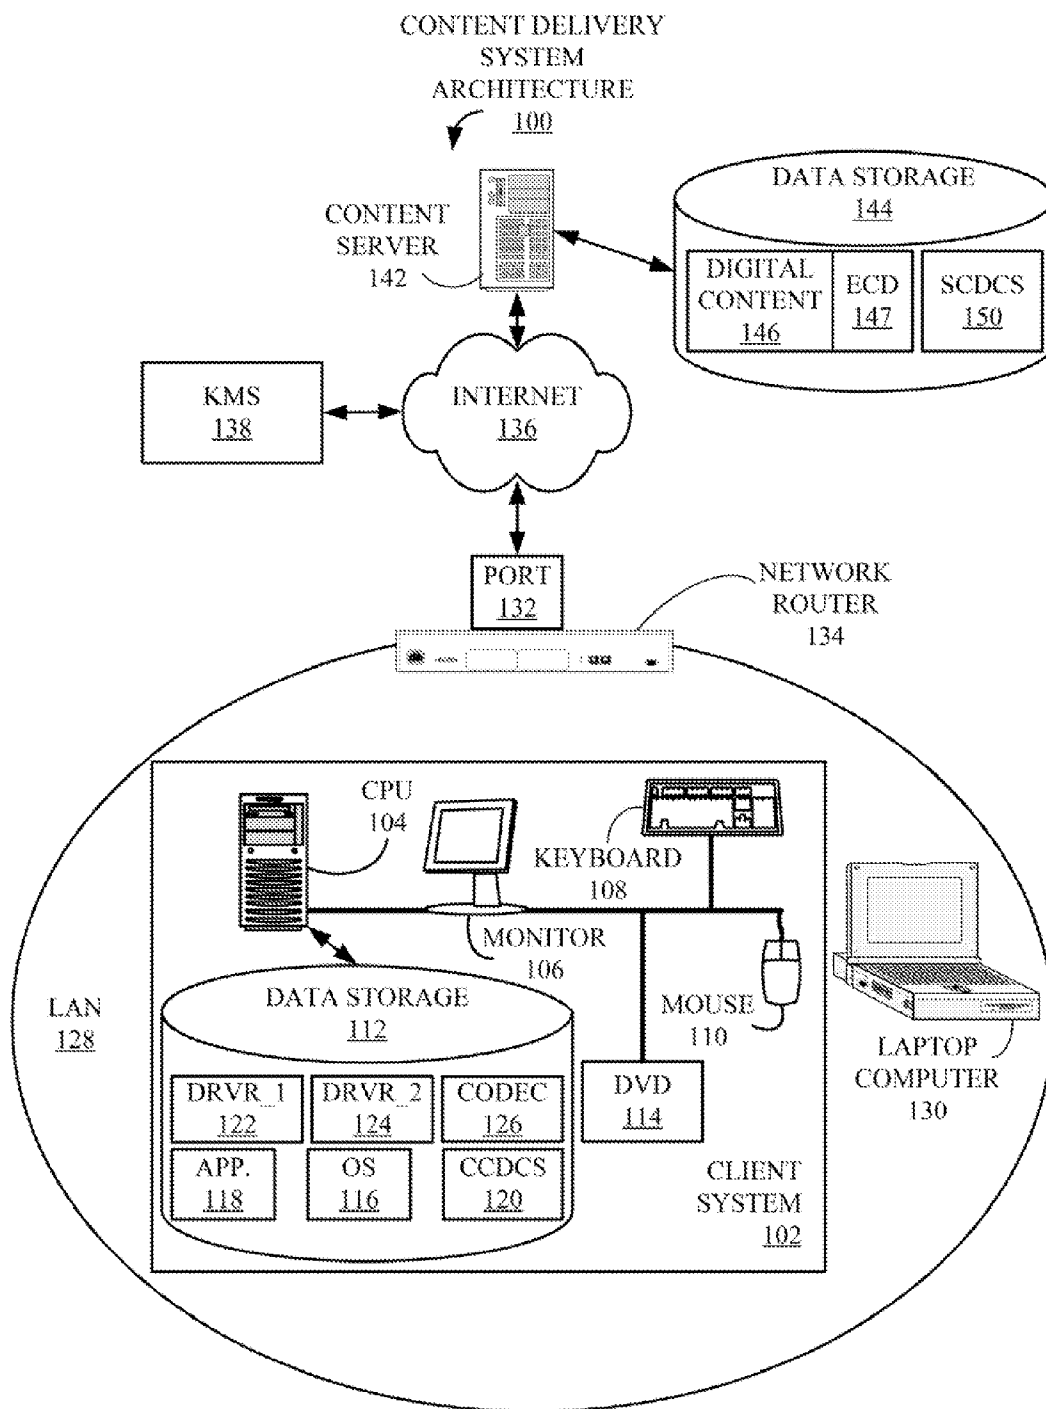 CONTENT DELIVERY
SYSTEM
ARCHITECTURE
100
CONTENT
SERVER
142
DATA STORAGE
144
DIGITAL
CONTENT
146
ECD
147
SCDCS
150
KMS
138
INTERNET
136
PORT
132
NETWORK
ROUTER
134
CPU
104
KEYBOARD
108
MONITOR
106
MOUSE
110
LAN
128
DATA STORAGE
112
DRVR_1
122
DRVR_2
124
CODEC
126
APP.
118
OS
116
CCDCS
120
DVD
114
CLIENT
SYSTEM
102
LAPTOP
COMPUTER
130